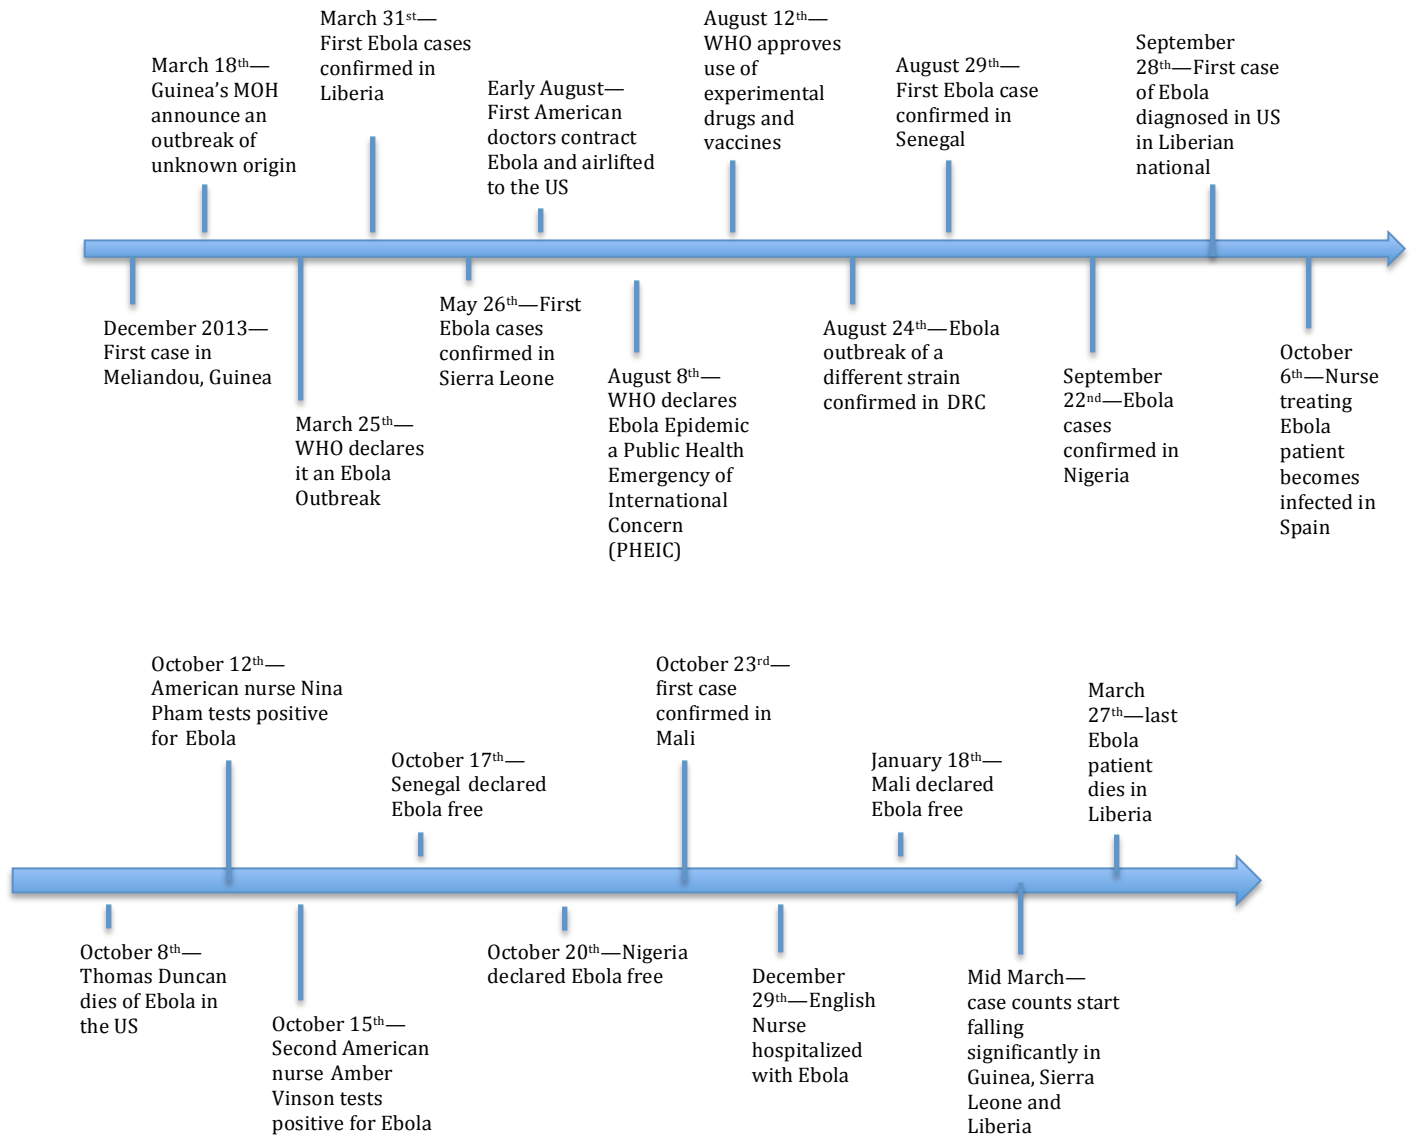 March 18th—
Guinea's MOH
announce an
outbreak of
unknown origin
March 31st—
First Ebola cases
confirmed in
Liberia
Early August—
First American
doctors contract
Ebola and airlifted
to the US
August 12th—
WHO approves
use of
experimental
drugs and
vaccines
August 29th—
First Ebola case
confirmed in
Senegal
September
28th—First case
of Ebola
diagnosed in US
in Liberian
national
December 2013—
First case in
Meliandou, Guinea
March 25th—
WHO declares
it an Ebola
Outbreak
May 26th—First
Ebola cases
confirmed in
Sierra Leone
August 8th—
WHO declares
Ebola Epidemic
a Public Health
Emergency of
International
Concern
(PHEIC)
August 24th—Ebola
outbreak of a
different strain
confirmed in DRC
September
22nd—Ebola
cases
confirmed in
Nigeria
October
6th—Nurse
treating
Ebola
patient
becomes
infected in
Spain
October 12th—
American nurse Nina
Pham tests positive
for Ebola
October 17th—
Senegal declared
Ebola free
October 23rd—
first case
confirmed in
Mali
January 18th—
Mali declared
Ebola free
March
27th—last
Ebola
patient
dies in
Liberia
October 8th—
Thomas Duncan
dies of Ebola in
the US
October 15th—
Second American
nurse Amber
Vinson tests
positive for Ebola
October 20th—Nigeria
declared Ebola free
December
29th—English
Nurse
hospitalized
with Ebola
Mid March—
case counts start
falling
significantly in
Guinea, Sierra
Leone and
Liberia